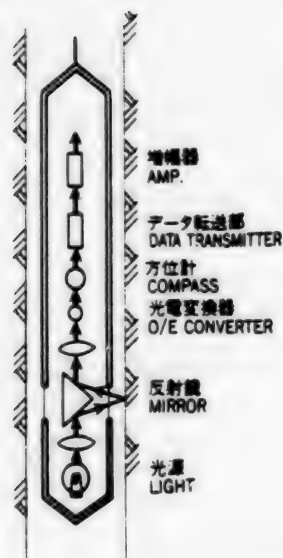 増幅器
AMP.
データ転送部
DATA TRANSMITTER
方位計
COMPASS
光電変換器
O/E CONVERTER
反射鏡
MIRROR
光源
LIGHT